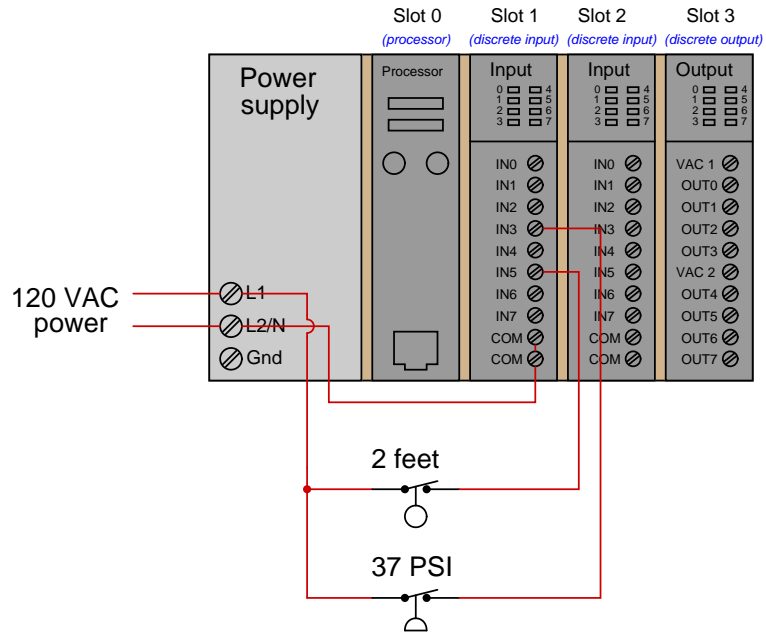 Slot 0
(processor)
Slot 1
(discrete input)
Slot 2
(discrete input)
Slot 3
(discrete output)
Power
supply
L1
L2/N
Gnd
120 VAC
power
Processor
Input
0 4
1 5
2 6
3 7
IN0
IN1
IN2
IN3
IN4
IN5
IN6
IN7
COM
COM
Input
0 4
1 5
2 6
3 7
IN0
IN1
IN2
IN3
IN4
IN5
IN6
IN7
COM
COM
Output
0 4
1 5
2 6
3 7
VAC 1
OUT0
OUT1
OUT2
OUT3
VAC 2
OUT4
OUT5
OUT6
OUT7
2 feet
37 PSI